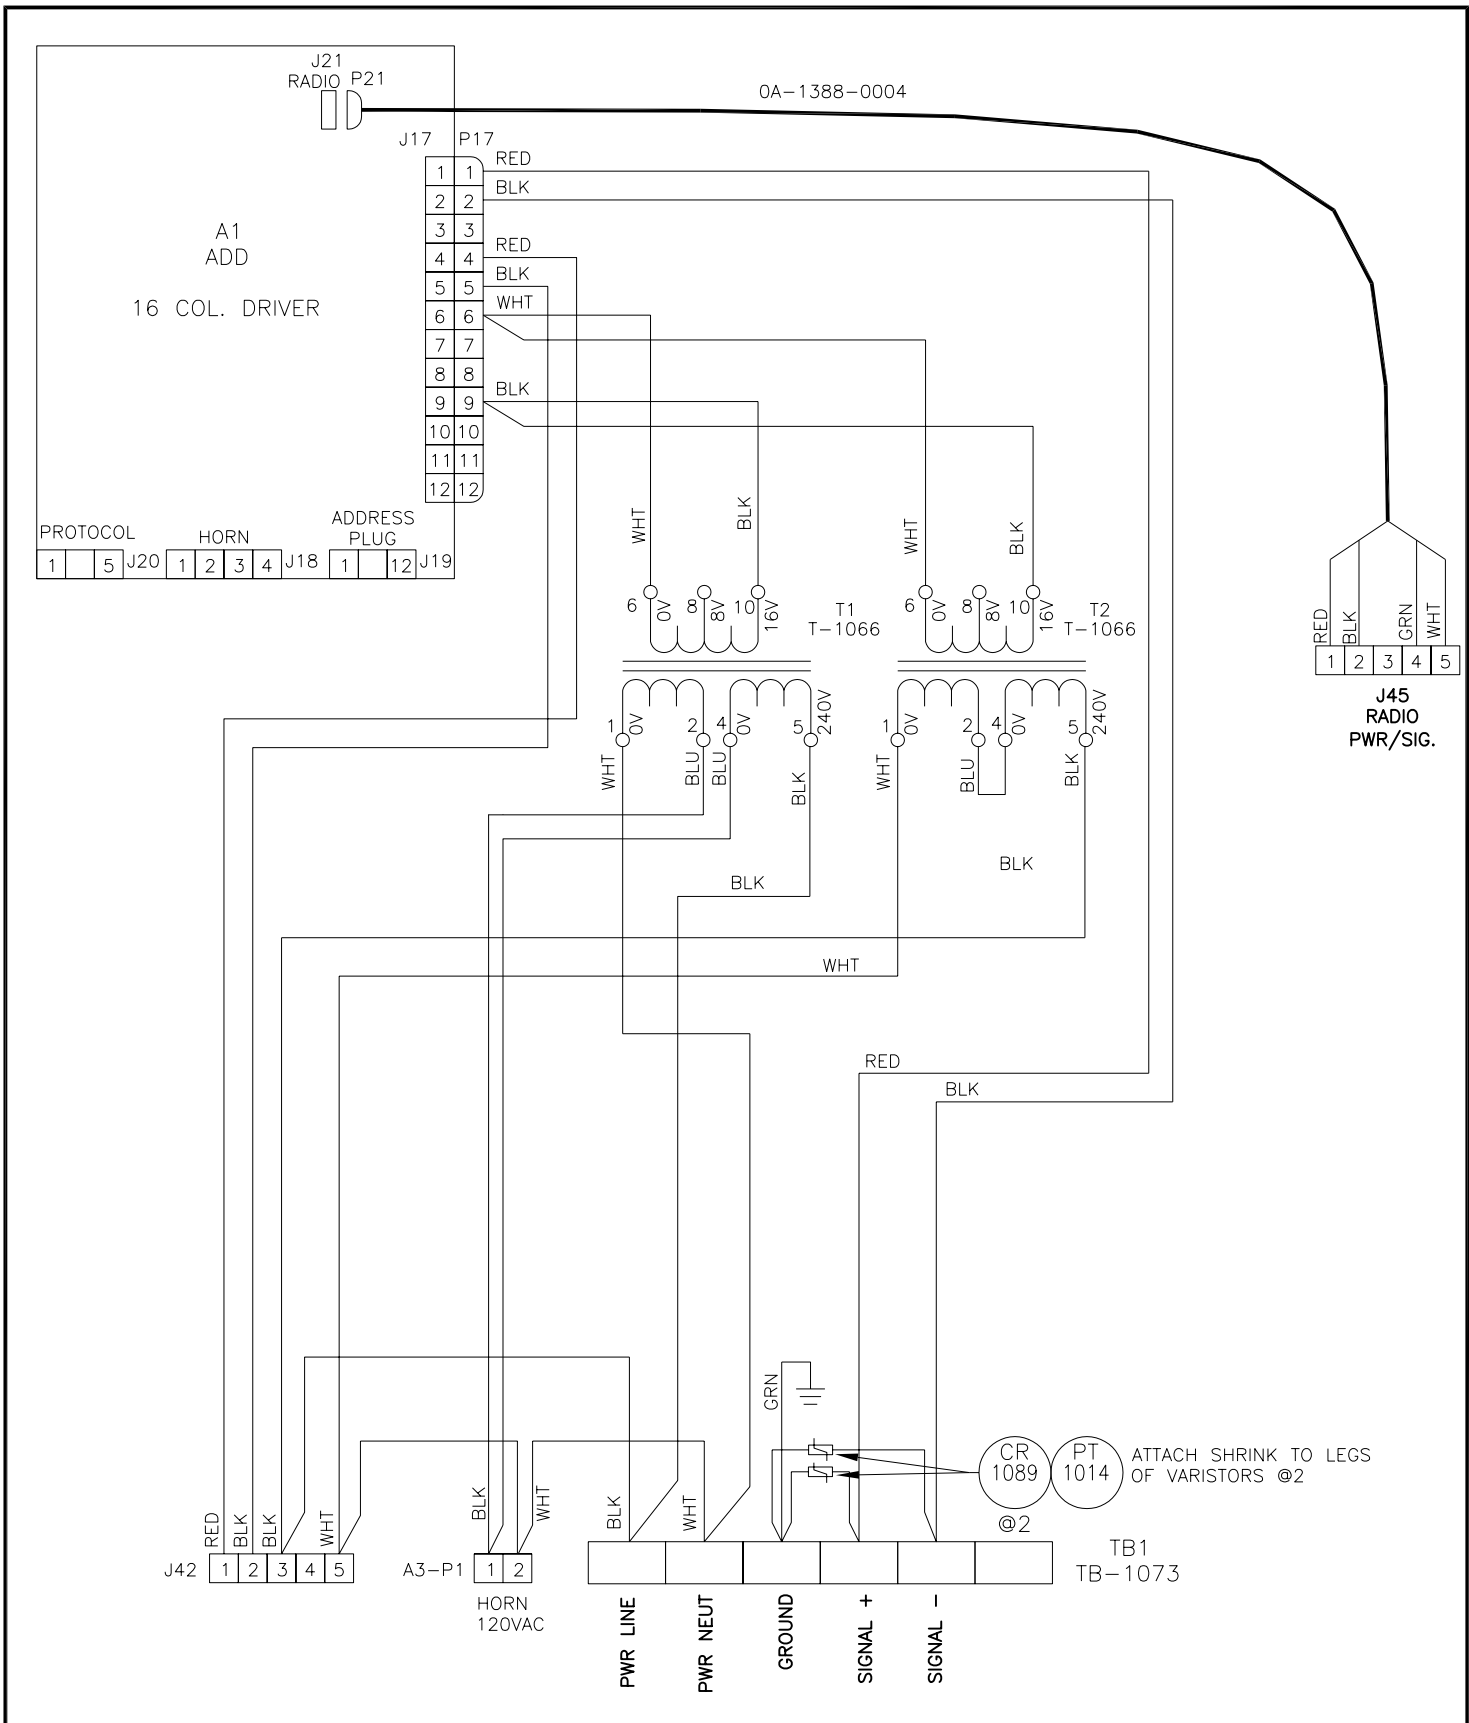 J21
RADIO P21
0A-1388-0004
J17 P17
1 1 RED
2 2 BLK
3 3
4 4 RED
5 5 BLK
6 6 WHT
7 7
8 8
9 9 BLK
10 10
11 11
12 12
A1
ADD
16 COL. DRIVER
PROTOCOL
1 5 J20
HORN
1 2 3 4 J18
ADDRESS
PLUG
1 12 J19
WHT
BLK
WHT
BLK
6 0V 8 8V 10 16V
T1
T-1066
6 0V 8 8V 10 16V
T2
T-1066
1 0V 2 4 0V 5 240V
1 0V 2 4 0V 5 240V
WHT BLU BLU BLK
WHT BLU BLK
RED BLK GRN WHT
1 2 3 4 5
J45
RADIO
PWR/SIG.
BLK
BLK
WHT
RED
BLK
GRN
CR
1089
PT
1014
ATTACH SHRINK TO LEGS
OF VARISTORS @2
@2
RED BLK BLK WHT
J42 1 2 3 4 5
BLK WHT
A3-P1 1 2
HORN
120VAC
BLK WHT
TB1
TB-1073
PWR LINE
PWR NEUT
GROUND
SIGNAL +
SIGNAL -